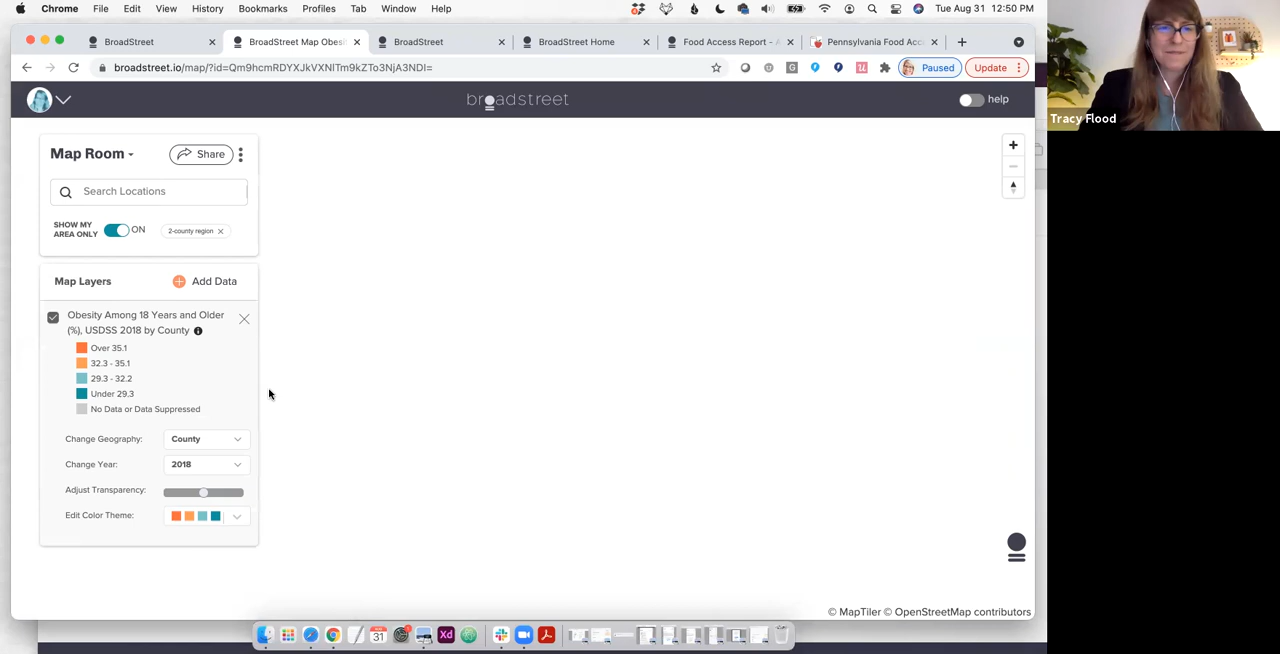 Chrome File Edit View History Bookmarks Profiles Tab Window Help Tue Aug 31 12:50 PM
BroadStreet BroadStreet Map Obesi BroadStreet BroadStreet Home Food Access Report - A Pennsylvania Food Acc
broadstreet.io/map/?id=Qm9hcmRDYXJkVXNlTm9kZTo3NjA3NDI= Paused Update
broadstreet help
Map Room Share
Search Locations
SHOW MY
AREA ONLY ON 2-county region
Map Layers Add Data
Obesity Among 18 Years and Older
(%), USDSS 2018 by County
Over 35.1
32.3 - 35.1
29.3 - 32.2
Under 29.3
No Data or Data Suppressed
Change Geography: County
Change Year: 2018
Adjust Transparency:
Edit Color Theme:
© MapTiler © OpenStreetMap contributors
31 Xd
Tracy Flood